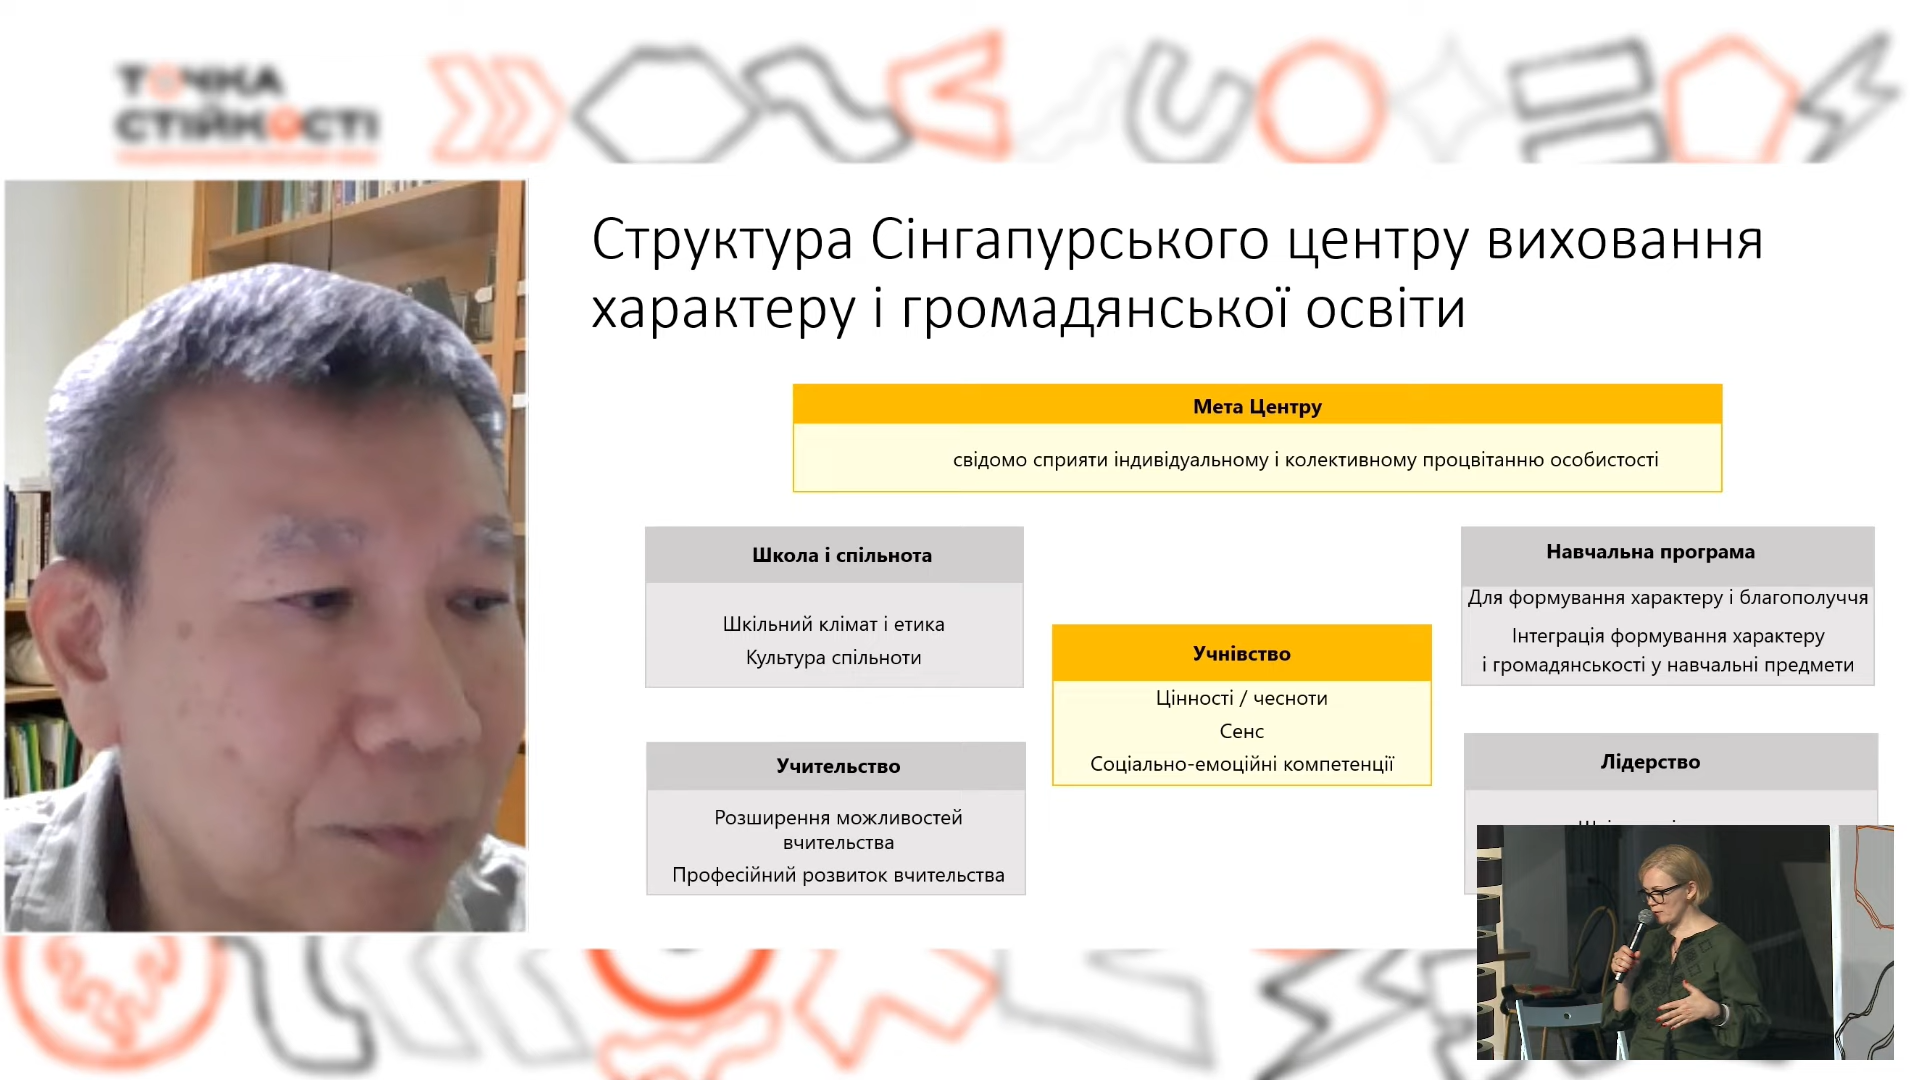 ТОЧКА
СТІЙКОСТІ
Структура Сінгапурського центру виховання
характеру і громадянської освіти
Мета Центру
свідомо сприяти індивідуальному і колективному процвітанню особистості
Школа і спільнота
Шкільний клімат і етика
Культура спільноти
Навчальна програма
Для формування характеру і благополуччя
Інтеграція формування характеру
і громадянськості у навчальні предмети
Учнівство
Цінності / чесноти
Сенс
Соціально-емоційні компетенції
Учительство
Розширення можливостей
вчительства
Професійний розвиток вчительства
Лідерство